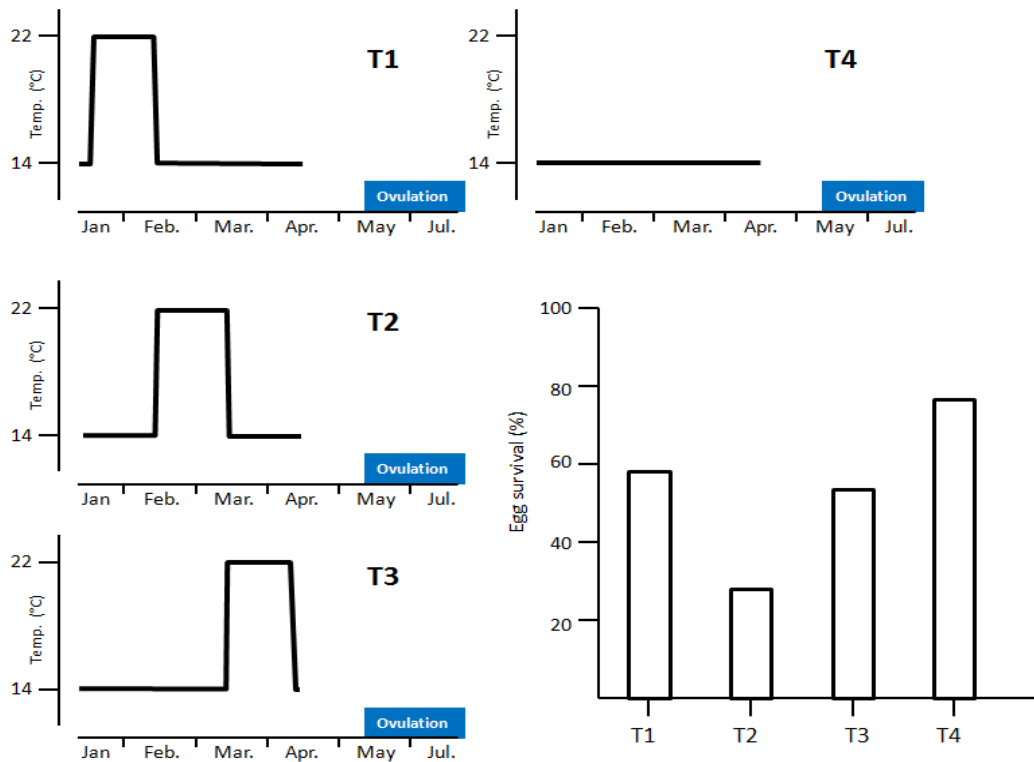 22
14
Temp. (°C)
T1
Ovulation
Jan Feb. Mar. Apr. May Jul.
22
14
Temp. (°C)
T4
Ovulation
Jan Feb. Mar. Apr. May Jul.
22
14
Temp. (°C)
T2
Ovulation
Jan Feb. Mar. Apr. May Jul.
22
14
Temp. (°C)
T3
Ovulation
Jan Feb. Mar. Apr. May Jul.
100
80
60
40
20
Egg survival (%)
T1 T2 T3 T4